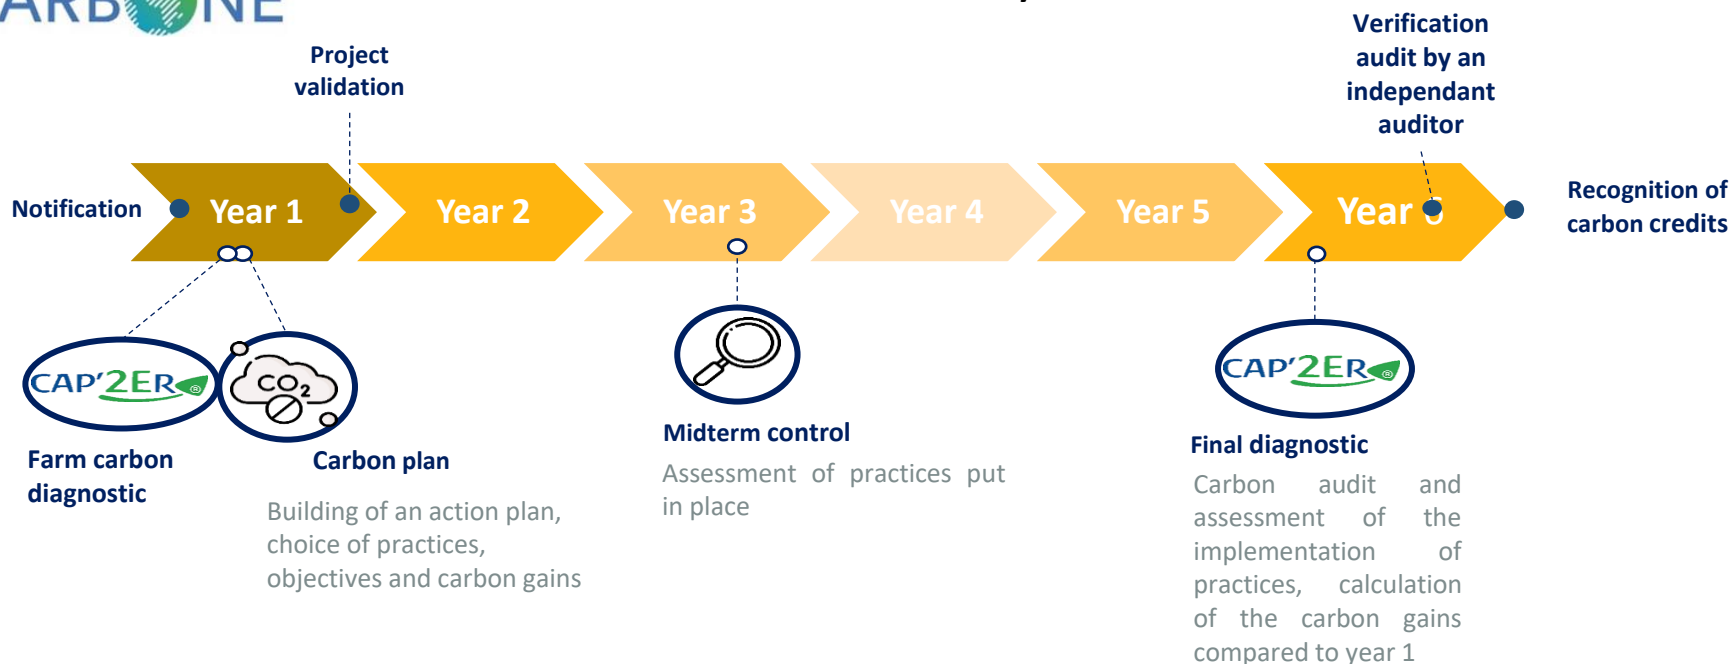 Project
validation
Verification
audit by an
independant
auditor
Notification
Year 1
Year 2
Year 3
Year 4
Year 5
Year 6
Recognition of
carbon credits
CAP'2ER®
CO2
CAP'2ER®
Farm carbon
diagnostic
Carbon plan
Building of an action plan,
choice of practices,
objectives and carbon gains
Midterm control
Assessment of practices put
in place
Final diagnostic
Carbon audit and
assessment of the
implementation of
practices, calculation
of the carbon gains
compared to year 1